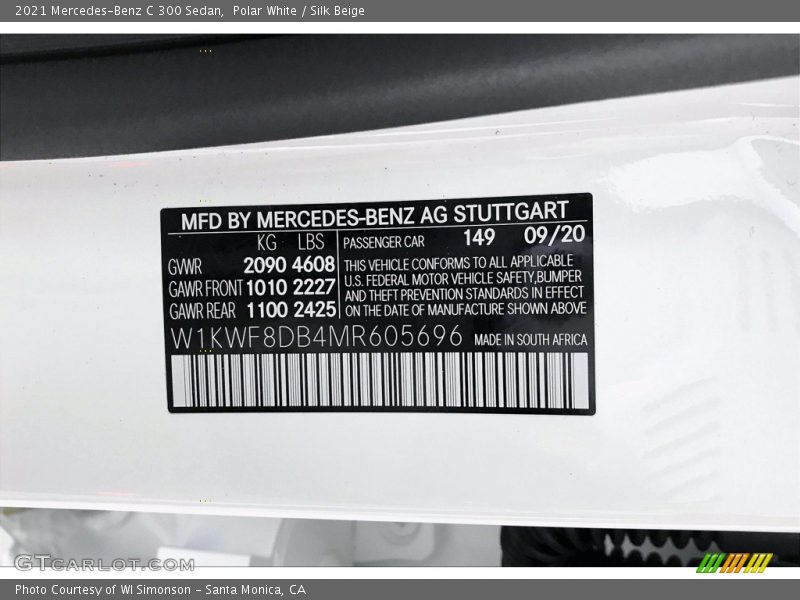 2021 Mercedes-Benz C 300 Sedan,  Polar White / Silk Beige
MFD BY MERCEDES-BENZ AG STUTTGART
KG LBS
GWR 2090 4608
GAWR FRONT 1010 2227
GAWR REAR 1100 2425
PASSENGER CAR 149 09/20
THIS VEHICLE CONFORMS TO ALL APPLICABLE
U.S. FEDERAL MOTOR VEHICLE SAFETY,BUMPER
AND THEFT PREVENTION STANDARDS IN EFFECT
ON THE DATE OF MANUFACTURE SHOWN ABOVE
W1KWF8DB4MR605696 MADE IN SOUTH AFRICA
GTcarlot.com
Photo Courtesy of WI Simonson - Santa Monica, CA